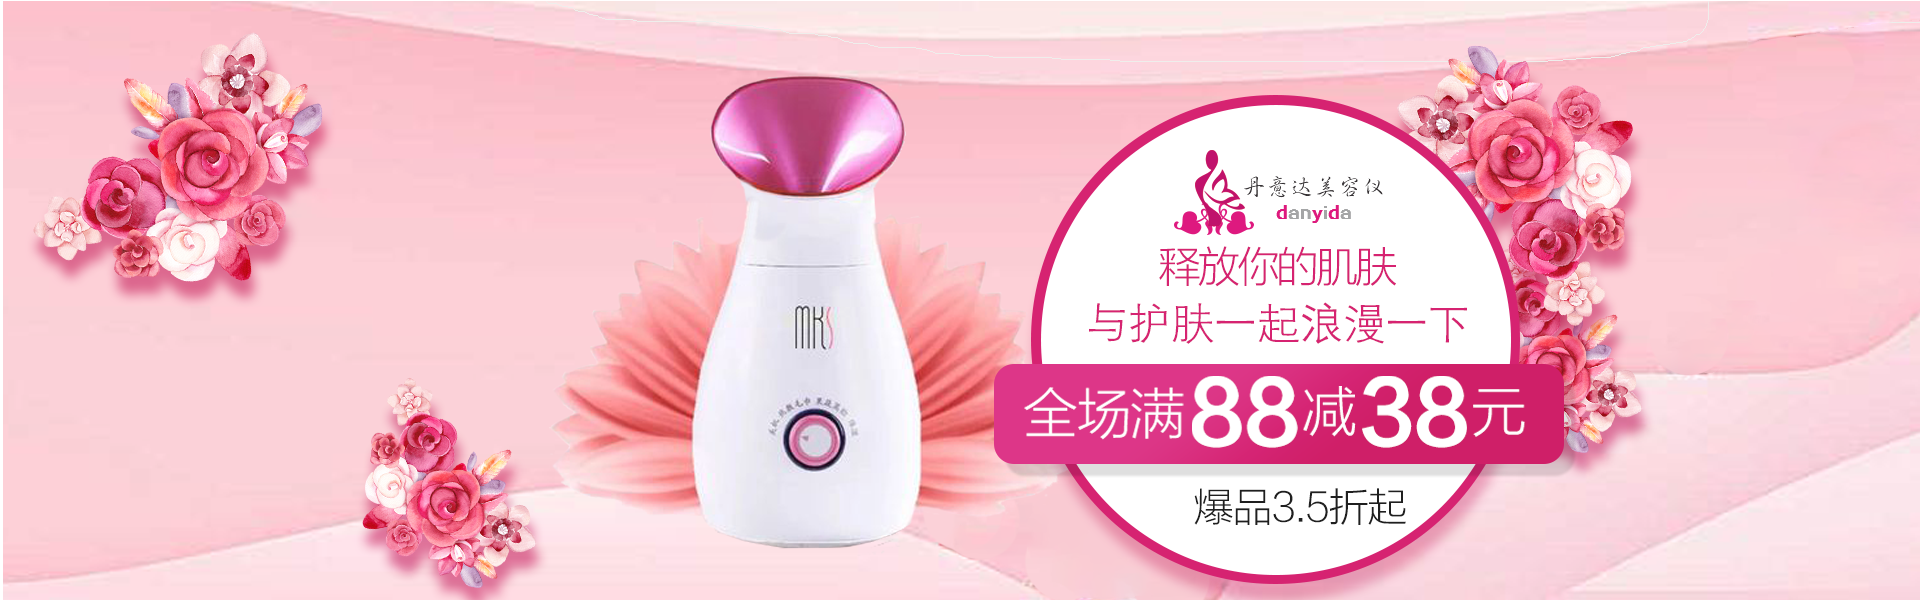 丹意达美容仪
danyida
释放你的肌肤
与护肤一起浪漫一下
全场满88减38元
爆品3.5折起
MKS